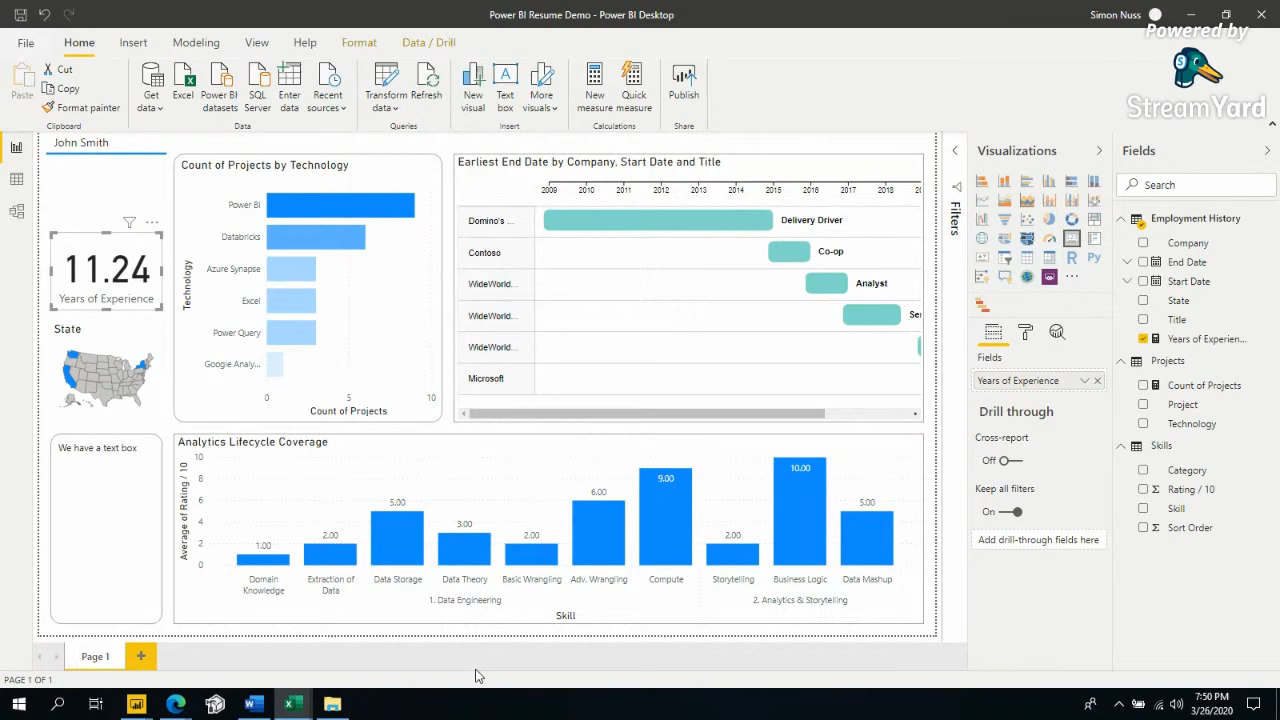 Power BI Resume Demo - Power BI Desktop
Simon Nuss
Powered by
StreamYard
File Home Insert Modeling View Help Format Data / Drill
Paste
Cut
Copy
Format painter
Clipboard
Get data
Excel
Power BI datasets
SQL Server
Enter data
Recent sources
Data
Transform data
Refresh
Queries
New visual
Text box
More visuals
Insert
New measure
Quick measure
Calculations
Publish
Share
John Smith
11.24
Years of Experience
State
We have a text box
Count of Projects by Technology
Technology
Power BI
Databricks
Azure Synapse
Excel
Power Query
Google Analy...
0 5 10
Count of Projects
Earliest End Date by Company, Start Date and Title
2009 2010 2011 2012 2013 2014 2015 2016 2017 2018 20
Domino's ... Delivery Driver
Contoso Co-op
WideWorld... Analyst
WideWorld... Se
WideWorld...
Microsoft
Analytics Lifecycle Coverage
Average of Rating / 10
10
8
6
4
2
0
1.00 2.00 5.00 3.00 2.00 6.00 9.00 2.00 10.00 5.00
Domain Knowledge
Extraction of Data
Data Storage
Data Theory
Basic Wrangling
Adv. Wrangling
Compute
Storytelling
Business Logic
Data Mashup
1. Data Engineering
2. Analytics & Storytelling
Skill
Filters
Visualizations
R Py
Fields
Years of Experience
Drill through
Cross-report
Off
Keep all filters
On
Add drill-through fields here
Fields
Search
Employment History
Company
End Date
Start Date
State
Title
Years of Experien...
Projects
Count of Projects
Project
Technology
Skills
Category
Rating / 10
Skill
Sort Order
Page 1
PAGE 1 OF 1
7:50 PM
3/26/2020